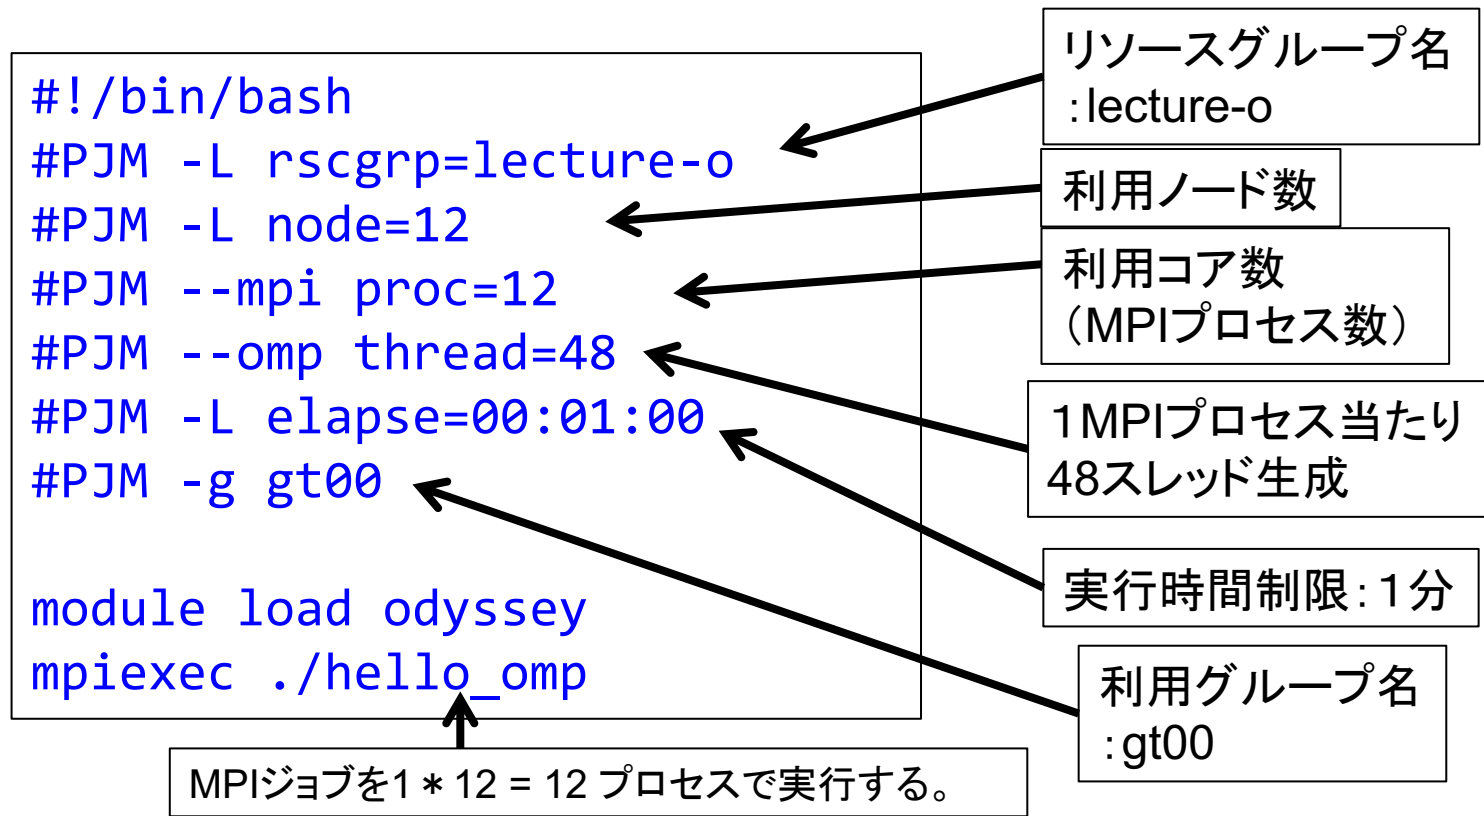 #!/bin/bash
#PJM -L rscgrp=lecture-o
#PJM -L node=12
#PJM --mpi proc=12
#PJM --omp thread=48
#PJM -L elapse=00:01:00
#PJM -g gt00
module load odyssey
mpiexec ./hello_omp
リソースグループ名
：lecture-o
利用ノード数
利用コア数
（MPIプロセス数）
１MPIプロセス当たり
48スレッド生成
実行時間制限：１分
利用グループ名
：gt00
MPIジョブを1＊12 = 12 プロセスで実行する。